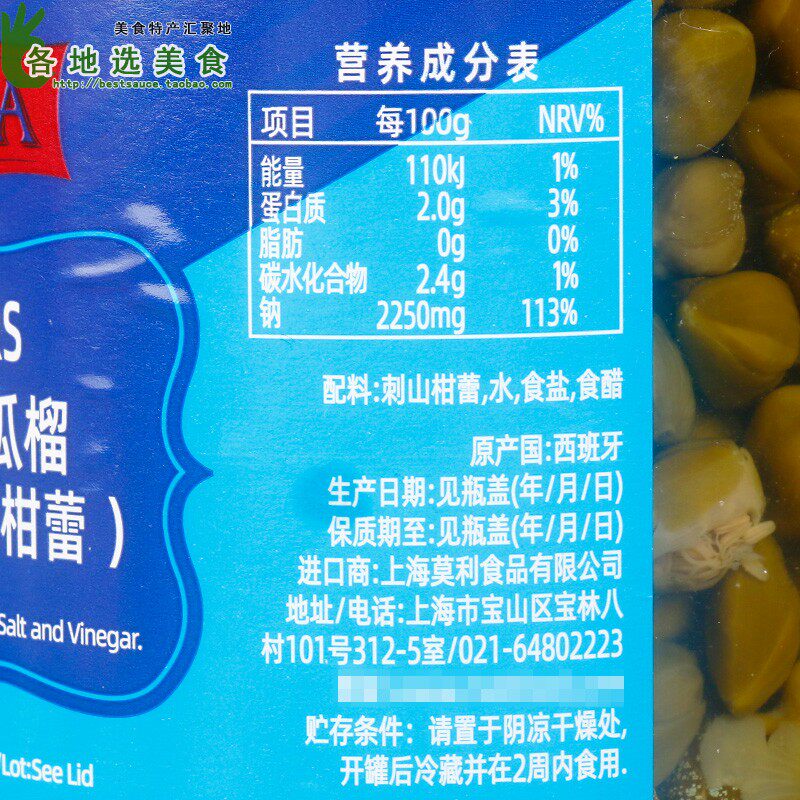 美食特产汇聚地
各地选美食
http://bestsauce.taobao.com
A
营养成分表
项目 每100g NRV%
能量 110kJ 1%
蛋白质 2.0g 3%
脂肪 0g 0%
碳水化合物 2.4g 1%
钠 2250mg 113%
配料:刺山柑蕾,水,食盐,食醋
原产国:西班牙
生产日期:见瓶盖(年/月/日)
保质期至:见瓶盖(年/月/日)
进口商:上海莫利食品有限公司
地址/电话:上海市宝山区宝林八
村101号312-5室/021-64802223
贮存条件: 请置于阴凉干燥处,
开罐后冷藏并在2周内食用.
RS
瓜榴
柑蕾 )
Salt and Vinegar.
/Lot:See Lid